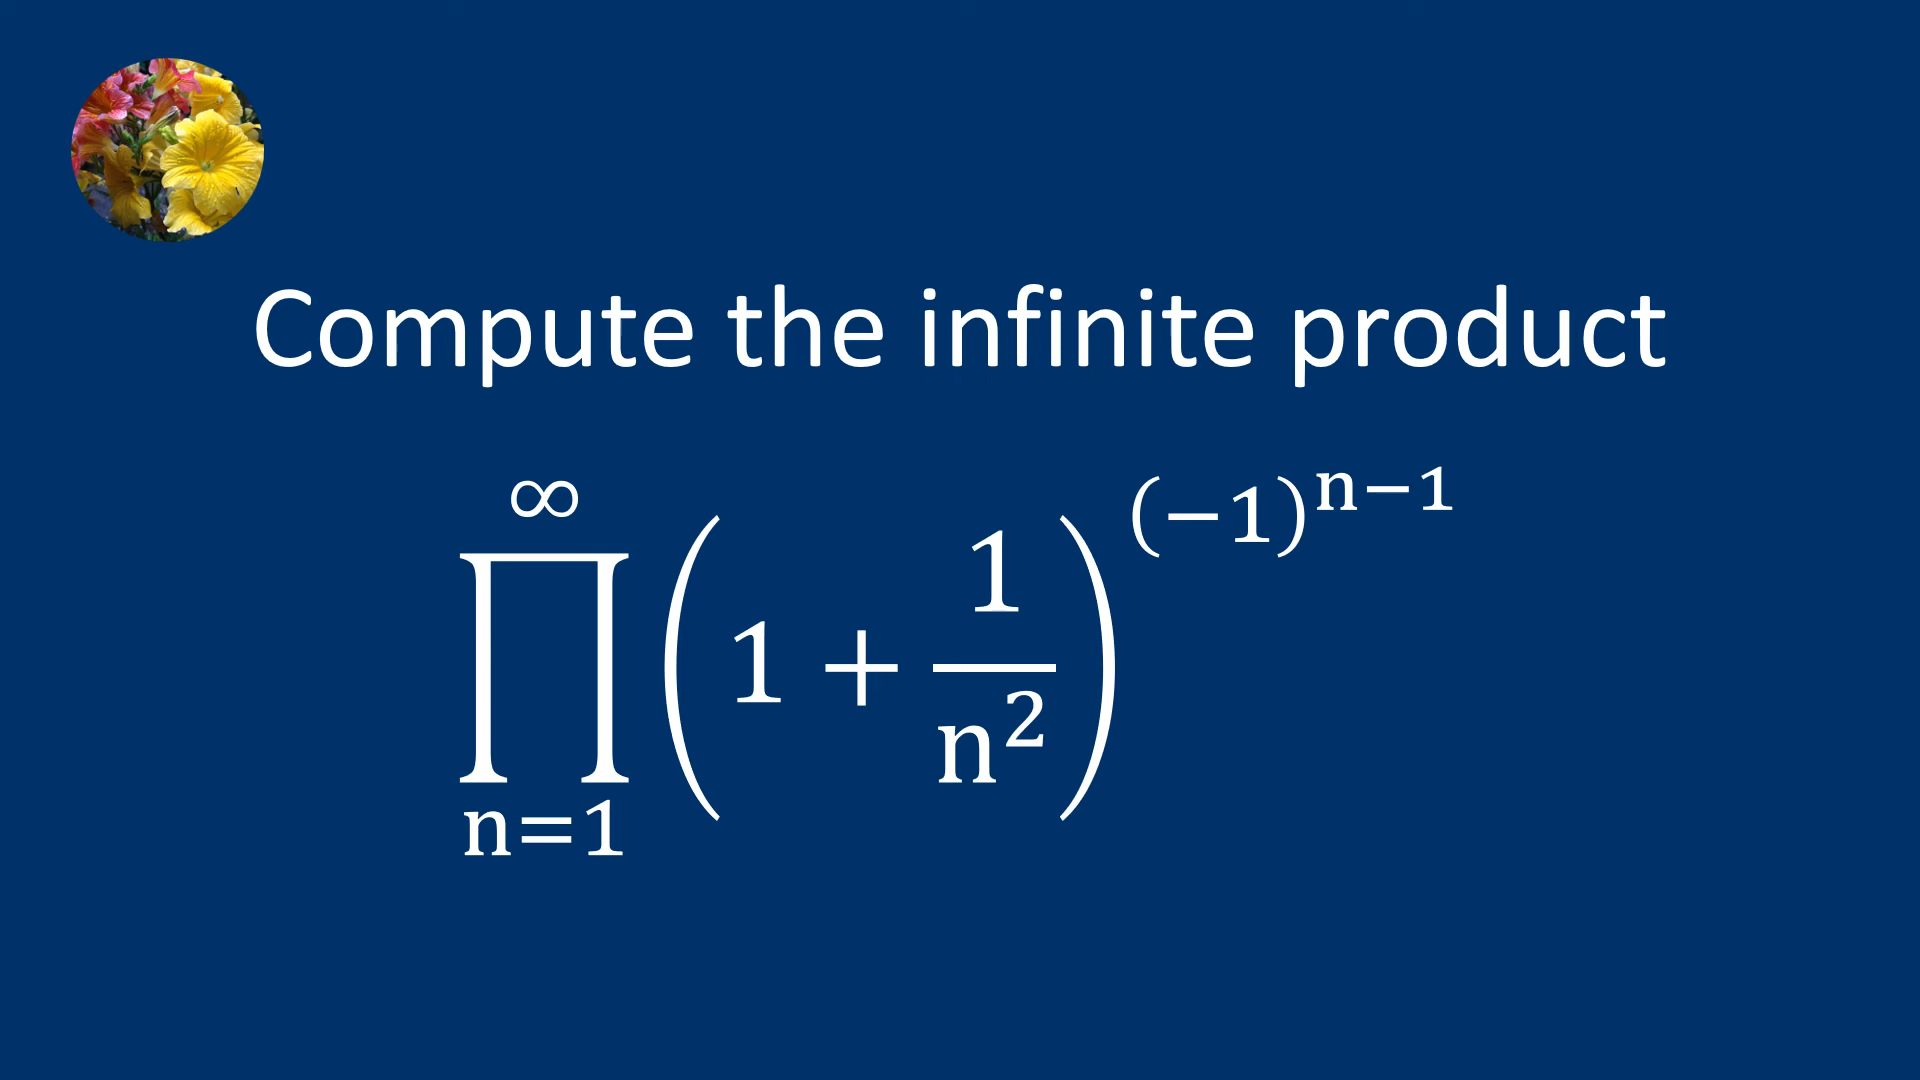 Compute the infinite product
∏_{n=1}^{∞} (1 + 1/n²)^{(−1)^{n−1}}